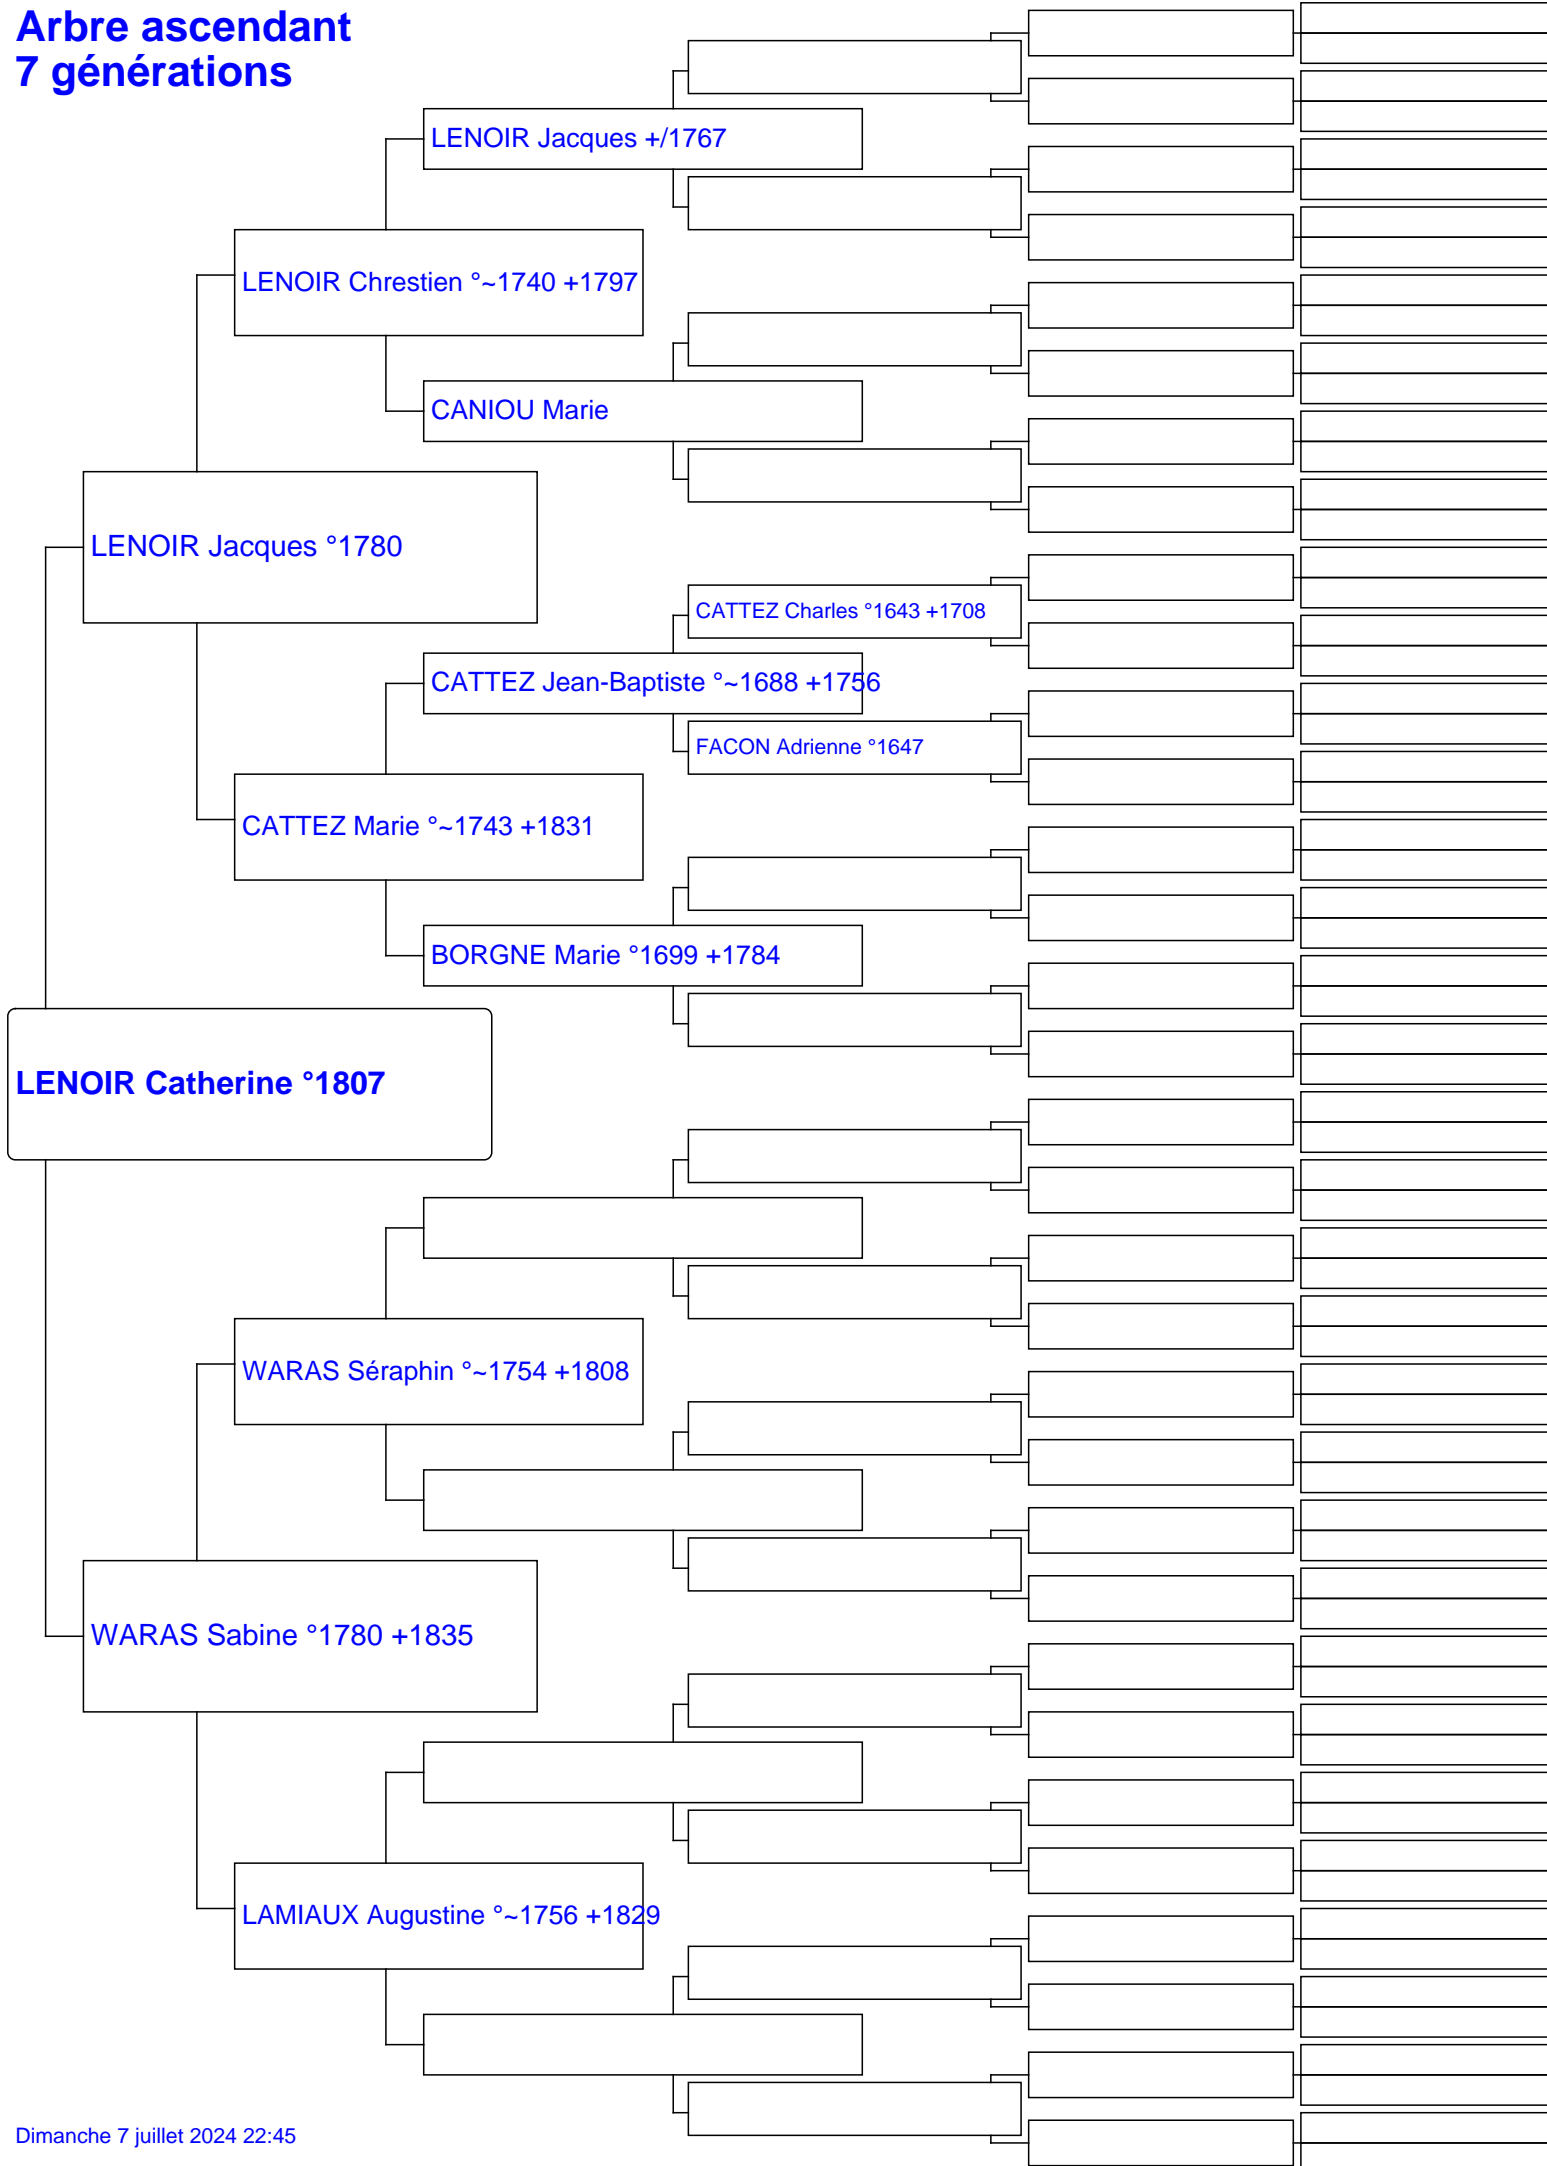 Arbre ascendant
7 générations
LENOIR Jacques +/1767
LENOIR Chrestien °~1740 +1797
CANIOU Marie
LENOIR Jacques °1780
CATTEZ Charles °1643 +1708
CATTEZ Jean-Baptiste °~1688 +1756
FACON Adrienne °1647
CATTEZ Marie °~1743 +1831
BORGNE Marie °1699 +1784
LENOIR Catherine °1807
WARAS Séraphin °~1754 +1808
WARAS Sabine °1780 +1835
LAMIAUX Augustine °~1756 +1829
Dimanche 7 juillet 2024 22:45